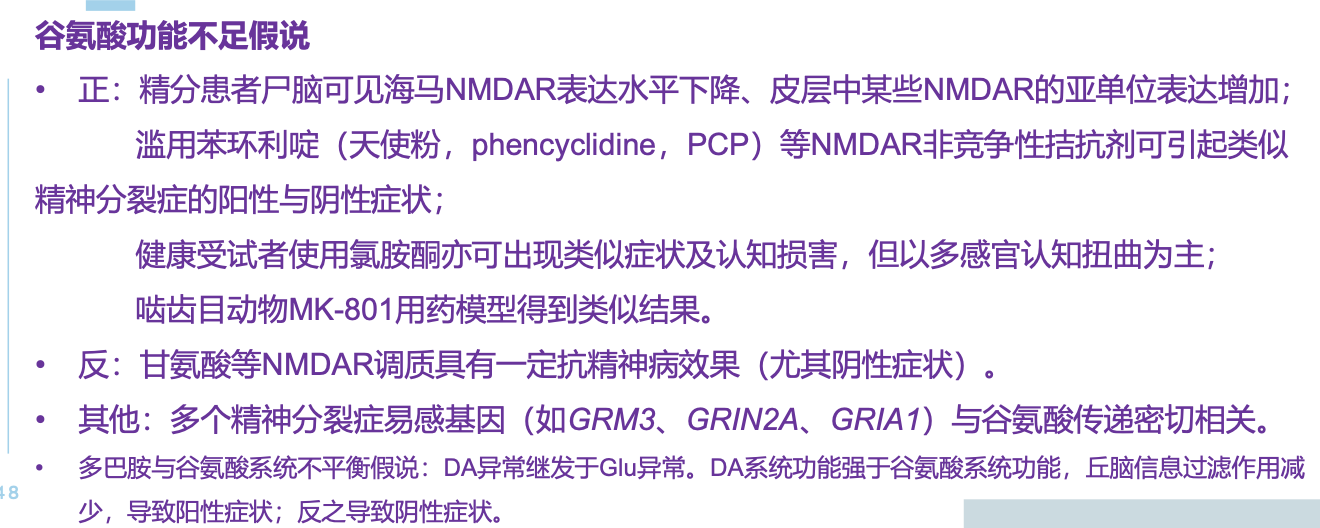 谷氨酸功能不足假说
• 正：精分患者尸脑可见海马NMDAR表达水平下降、皮层中某些NMDAR的亚单位表达增加；
滥用苯环利啶（天使粉，phencyclidine，PCP）等NMDAR非竞争性拮抗剂可引起类似
精神分裂症的阳性与阴性症状；
健康受试者使用氯胺酮亦可出现类似症状及认知损害，但以多感官认知扭曲为主；
啮齿目动物MK-801用药模型得到类似结果。
• 反：甘氨酸等NMDAR调质具有一定抗精神病效果（尤其阴性症状）。
• 其他：多个精神分裂症易感基因（如GRM3、GRIN2A、GRIA1）与谷氨酸传递密切相关。
• 多巴胺与谷氨酸系统不平衡假说：DA异常继发于Glu异常。DA系统功能强于谷氨酸系统功能，丘脑信息过滤作用减
少，导致阳性症状；反之导致阴性症状。
48